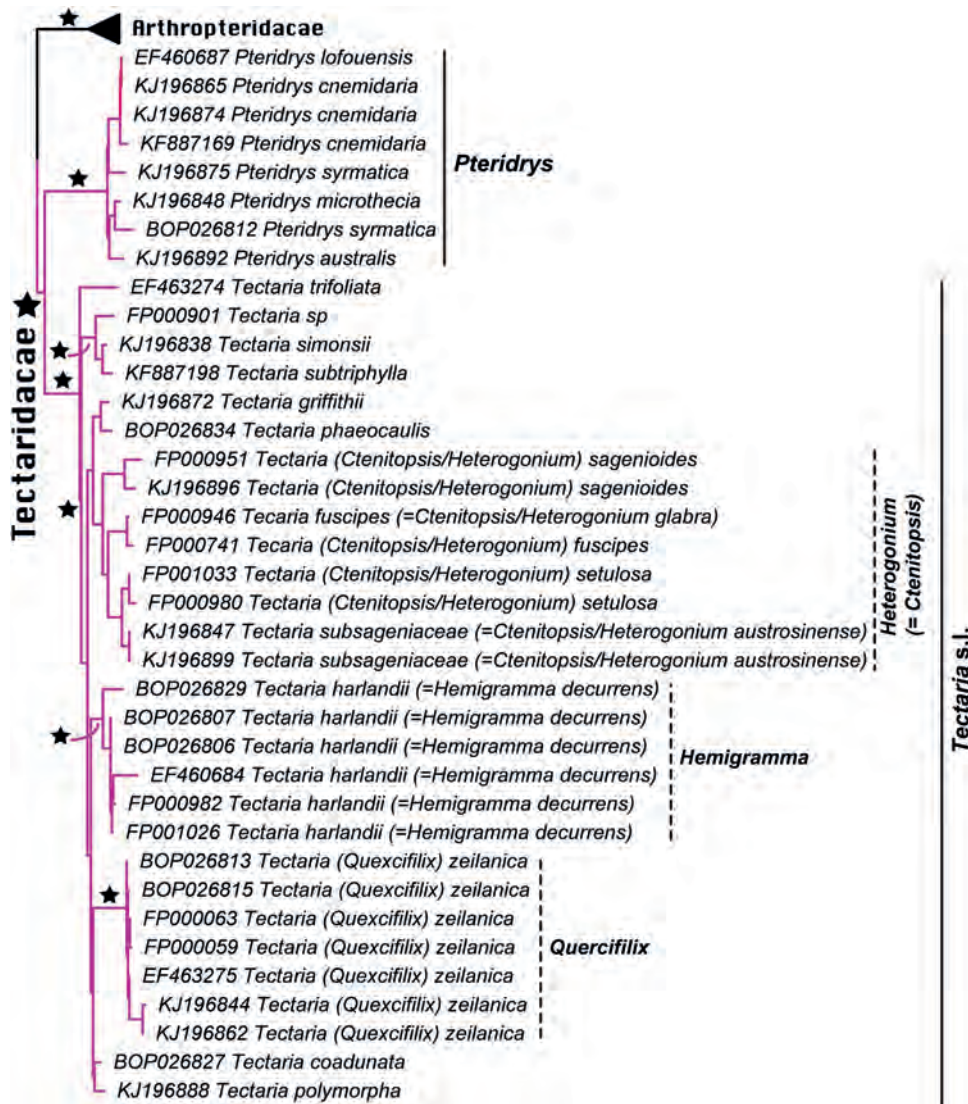 Arthropteridacae
EF460687 Pteridrys lofouensis
KJ196865 Pteridrys cnemidaria
KJ196874 Pteridrys cnemidaria
KF887169 Pteridrys cnemidaria
KJ196875 Pteridrys syrmatica
KJ196848 Pteridrys microthecia
BOP026812 Pteridrys syrmatica
KJ196892 Pteridrys australis
Pteridrys
EF463274 Tectaria trifoliata
FP000901 Tectaria sp
KJ196838 Tectaria simonsii
KF887198 Tectaria subtriphylla
KJ196872 Tectaria griffithii
BOP026834 Tectaria phaeocaulis
FP000951 Tectaria (Ctenitopsis/Heterogonium) sagenioides
KJ196896 Tectaria (Ctenitopsis/Heterogonium) sagenioides
FP000946 Tecaria fuscipes (=Ctenitopsis/Heterogonium glabra)
FP000741 Tecaria (Ctenitopsis/Heterogonium) fuscipes
FP001033 Tectaria (Ctenitopsis/Heterogonium) setulosa
FP000980 Tectaria (Ctenitopsis/Heterogonium) setulosa
KJ196847 Tectaria subsageniaceae (=Ctenitopsis/Heterogonium austrosinense)
KJ196899 Tectaria subsageniaceae (=Ctenitopsis/Heterogonium austrosinense)
Heterogonium
(= Ctenitopsis)
BOP026829 Tectaria harlandii (=Hemigramma decurrens)
BOP026807 Tectaria harlandii (=Hemigramma decurrens)
BOP026806 Tectaria harlandii (=Hemigramma decurrens)
EF460684 Tectaria harlandii (=Hemigramma decurrens)
FP000982 Tectaria harlandii (=Hemigramma decurrens)
FP001026 Tectaria harlandii (=Hemigramma decurrens)
Hemigramma
BOP026813 Tectaria (Quexcifilix) zeilanica
BOP026815 Tectaria (Quexcifilix) zeilanica
FP000063 Tectaria (Quexcifilix) zeilanica
FP000059 Tectaria (Quexcifilix) zeilanica
EF463275 Tectaria (Quexcifilix) zeilanica
KJ196844 Tectaria (Quexcifilix) zeilanica
KJ196862 Tectaria (Quexcifilix) zeilanica
Quercifilix
BOP026827 Tectaria coadunata
KJ196888 Tectaria polymorpha
Tectaridacae
Tectaria s.l.